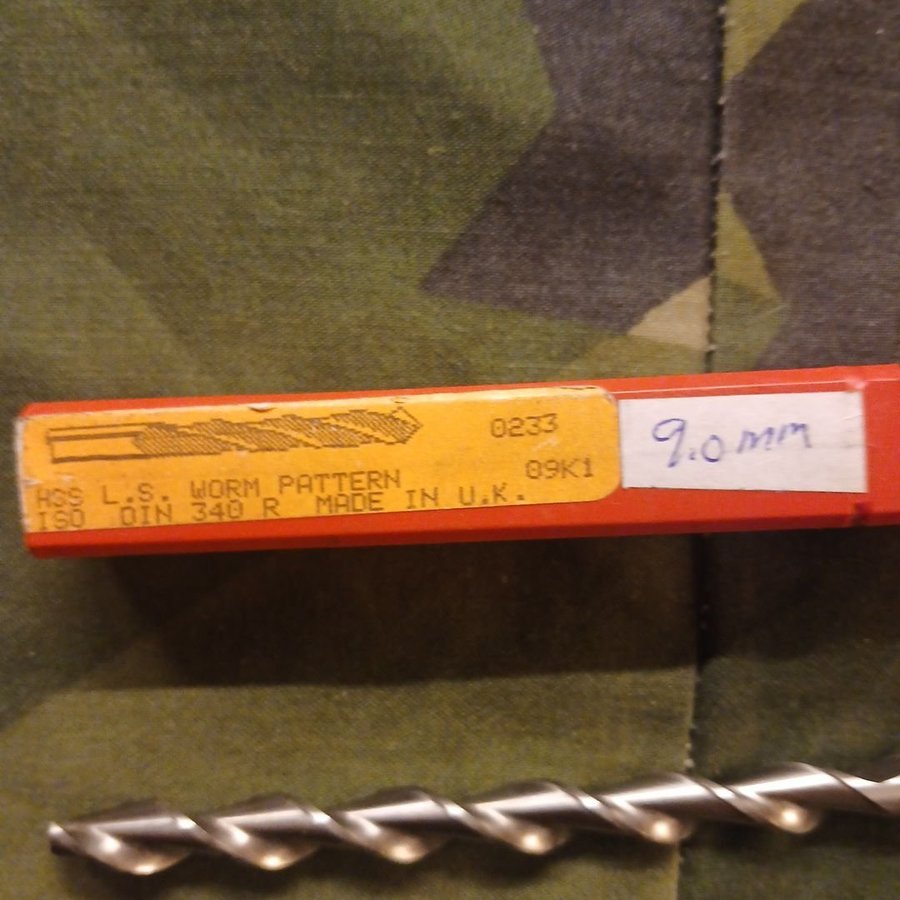 0233
09K1
HSS L.S. WORM PATTERN
ISO DIN 340 R MADE IN U.K.
9.0mm